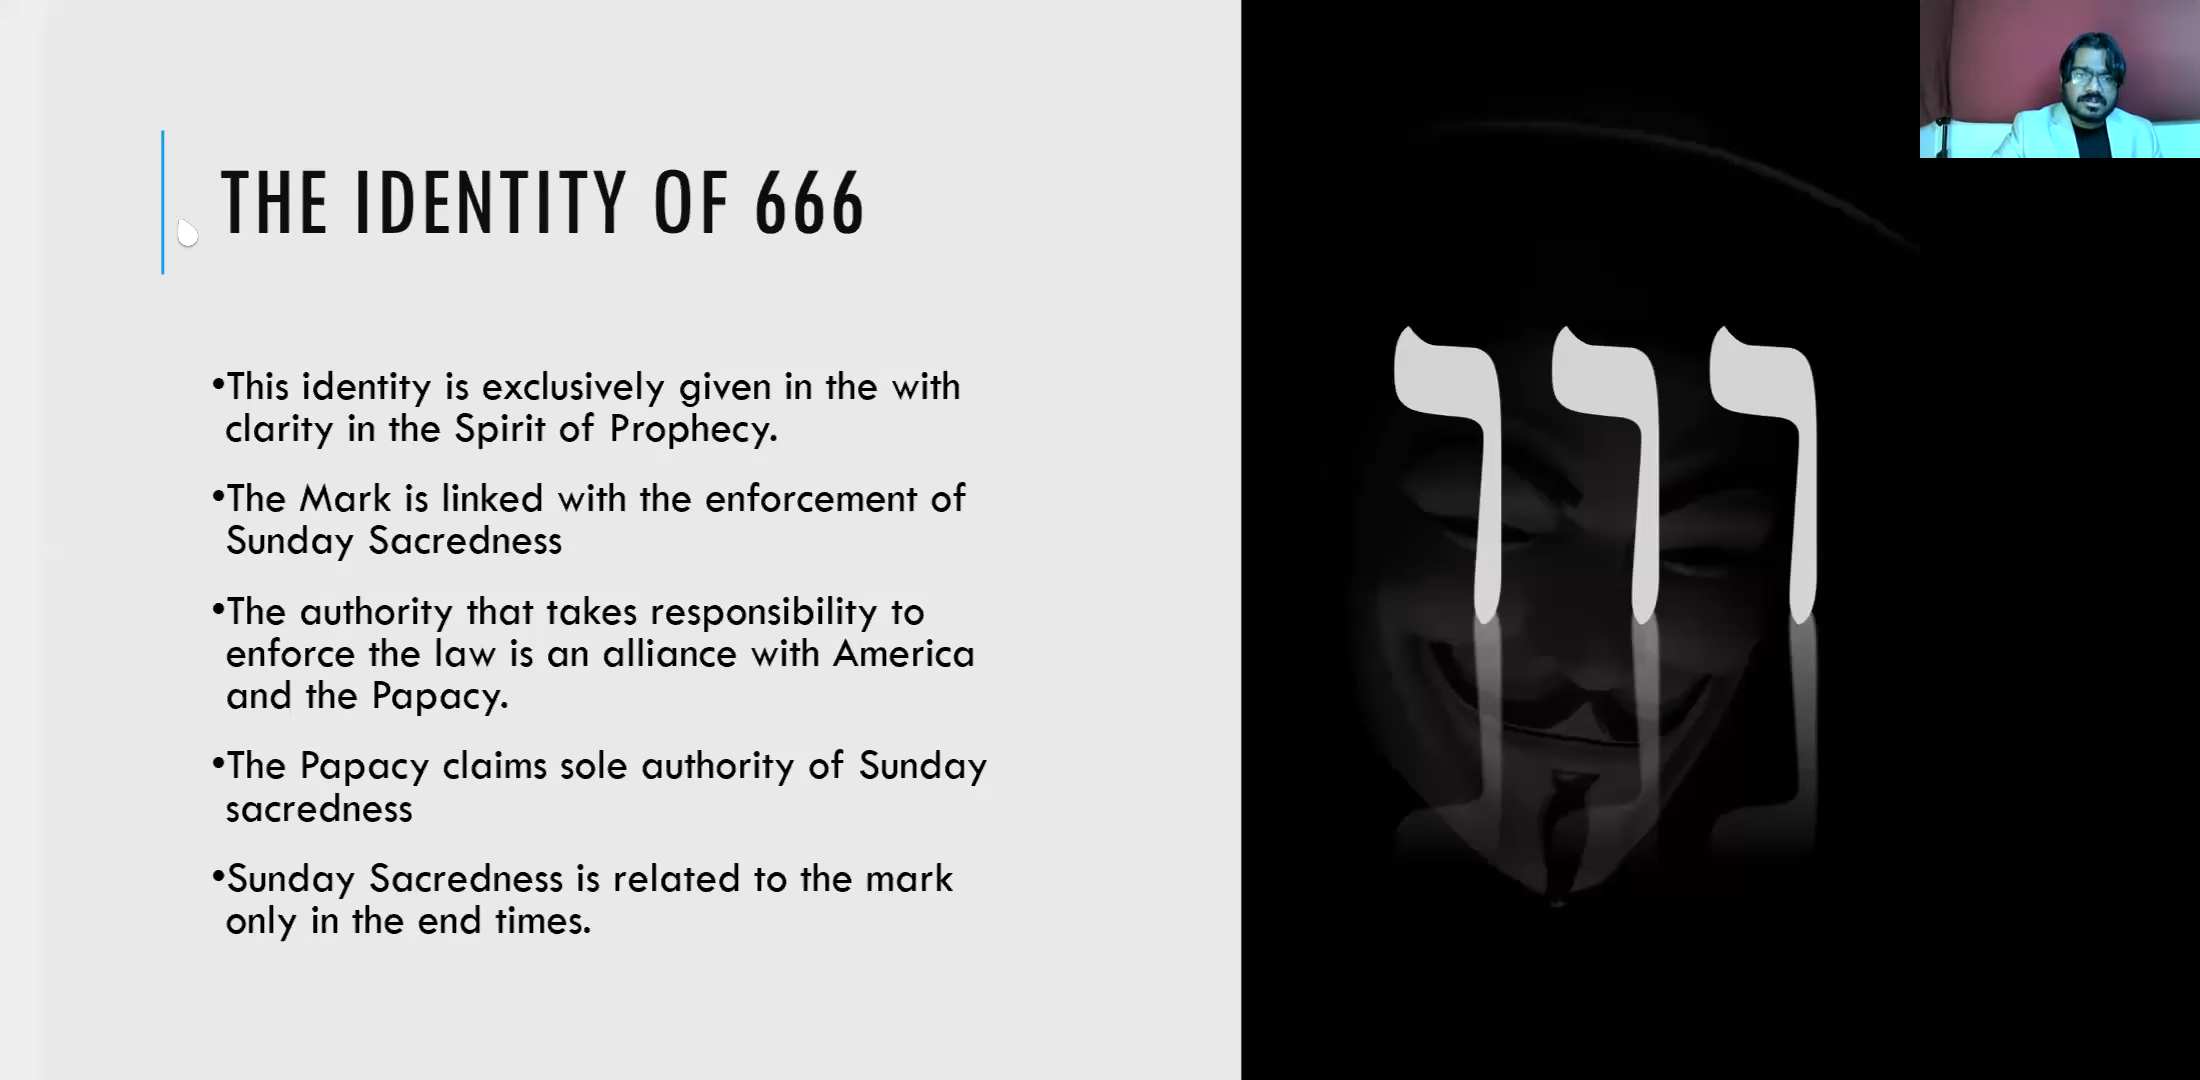 THE IDENTITY OF 666
•This identity is exclusively given in the with
clarity in the Spirit of Prophecy.
•The Mark is linked with the enforcement of
Sunday Sacredness
•The authority that takes responsibility to
enforce the law is an alliance with America
and the Papacy.
•The Papacy claims sole authority of Sunday
sacredness
•Sunday Sacredness is related to the mark
only in the end times.
ווו